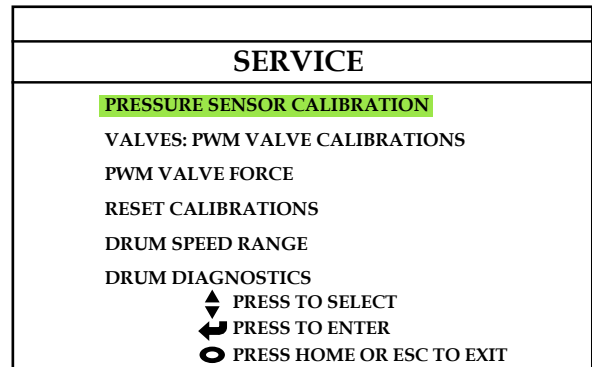 SERVICE
PRESSURE SENSOR CALIBRATION
VALVES: PWM VALVE CALIBRATIONS
PWM VALVE FORCE
RESET CALIBRATIONS
DRUM SPEED RANGE
DRUM DIAGNOSTICS
PRESS TO SELECT
PRESS TO ENTER
PRESS HOME OR ESC TO EXIT